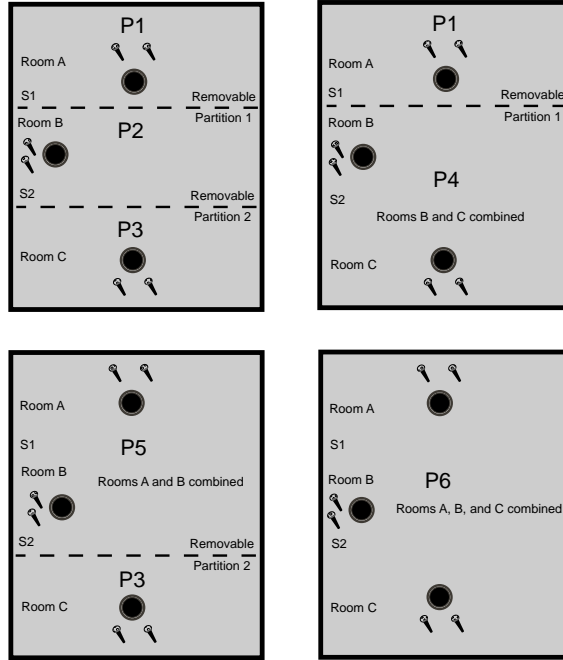 P1
Room A
S1
Removable
Partition 1
Room B
P2
S2
Removable
Partition 2
P3
Room C
P1
Room A
S1
Removable
Partition 1
Room B
P4
S2
Rooms B and C combined
Room C
Room A
S1
P5
Room B
Rooms A and B combined
S2
Removable
Partition 2
P3
Room C
Room A
S1
Room B
P6
Rooms A, B, and C combined
S2
Room C